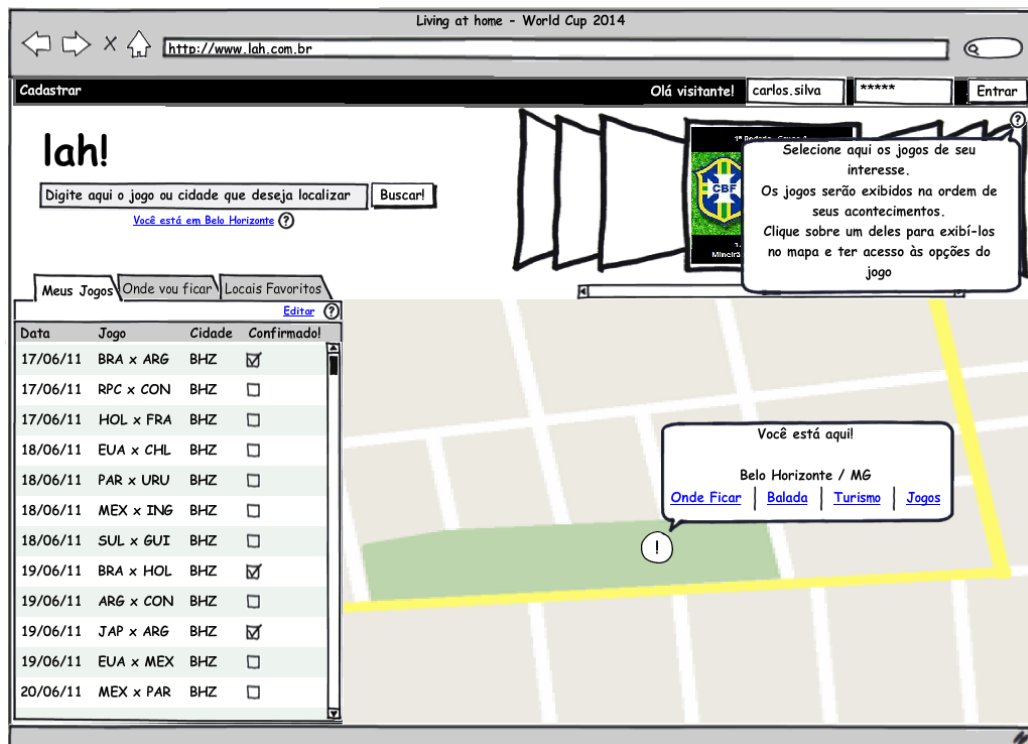 Living at home - World Cup 2014
http://www.lah.com.br
Cadastrar
Olá visitante!
carlos.silva
*****
Entrar
lah!
Digite aqui o jogo ou cidade que deseja localizar
Buscar!
Você está em Belo Horizonte ?
CBF
Mineirã
?
Selecione aqui os jogos de seu
interesse.
Os jogos serão exibidos na ordem de
seus acontecimentos.
Clique sobre um deles para exibí-los
no mapa e ter acesso às opções do
jogo
Meus Jogos
Onde vou ficar
Locais Favoritos
Editar ?
Data Jogo Cidade Confirmado!
17/06/11 BRA x ARG BHZ
17/06/11 RPC x CON BHZ
17/06/11 HOL x FRA BHZ
18/06/11 EUA x CHL BHZ
18/06/11 PAR x URU BHZ
18/06/11 MEX x ING BHZ
18/06/11 SUL x GUI BHZ
19/06/11 BRA x HOL BHZ
19/06/11 ARG x CON BHZ
19/06/11 JAP x ARG BHZ
19/06/11 EUA x MEX BHZ
20/06/11 MEX x PAR BHZ
Você está aqui!
Belo Horizonte / MG
Onde Ficar | Balada | Turismo | Jogos
!